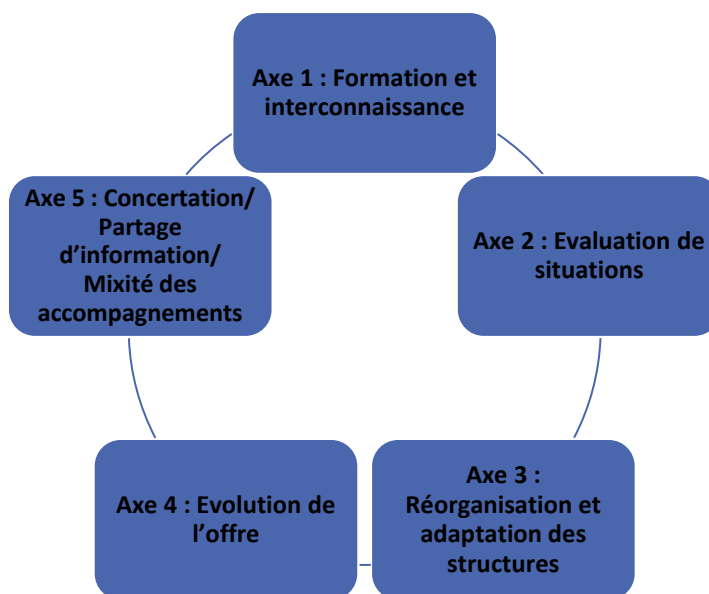 Axe 1 : Formation et
interconnaissance
Axe 2 : Evaluation de
situations
Axe 3 :
Réorganisation et
adaptation des
structures
Axe 4 : Evolution de
l’offre
Axe 5 : Concertation/
Partage
d’information/
Mixité des
accompagnements